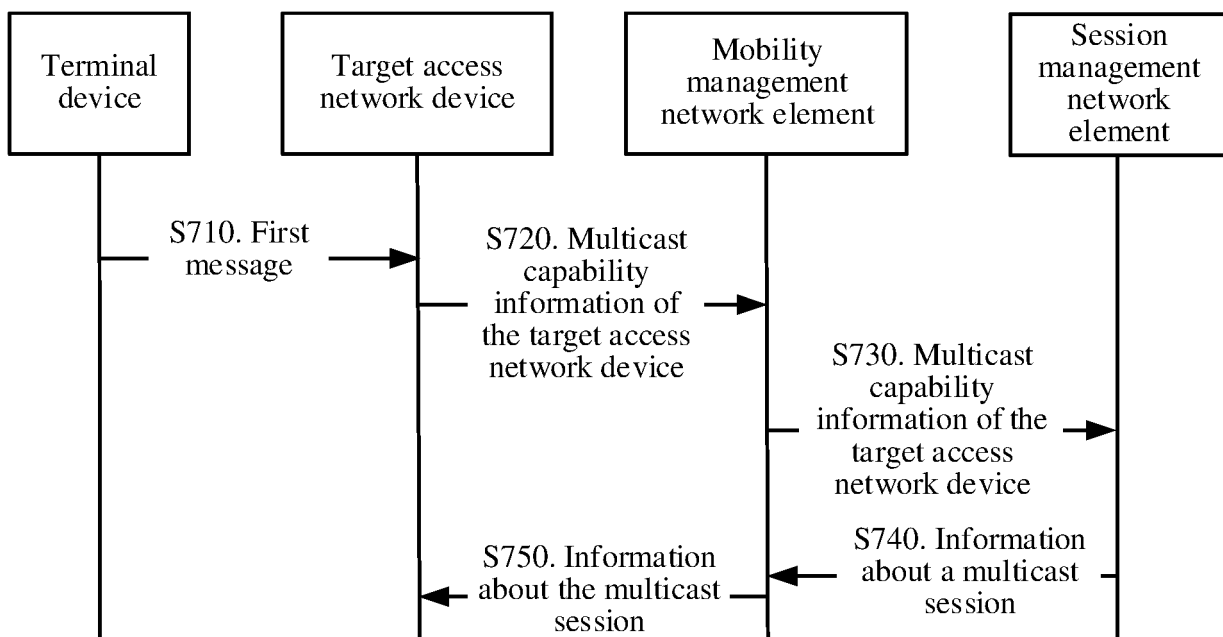 Terminal
device
Target access
network device
Mobility
management
network element
Session
management
network
element
S710. First
message
S720. Multicast
capability
information of
the target access
network device
S730. Multicast
capability
information of the
target access
network device
S740. Information
about a multicast
session
S750. Information
about the multicast
session